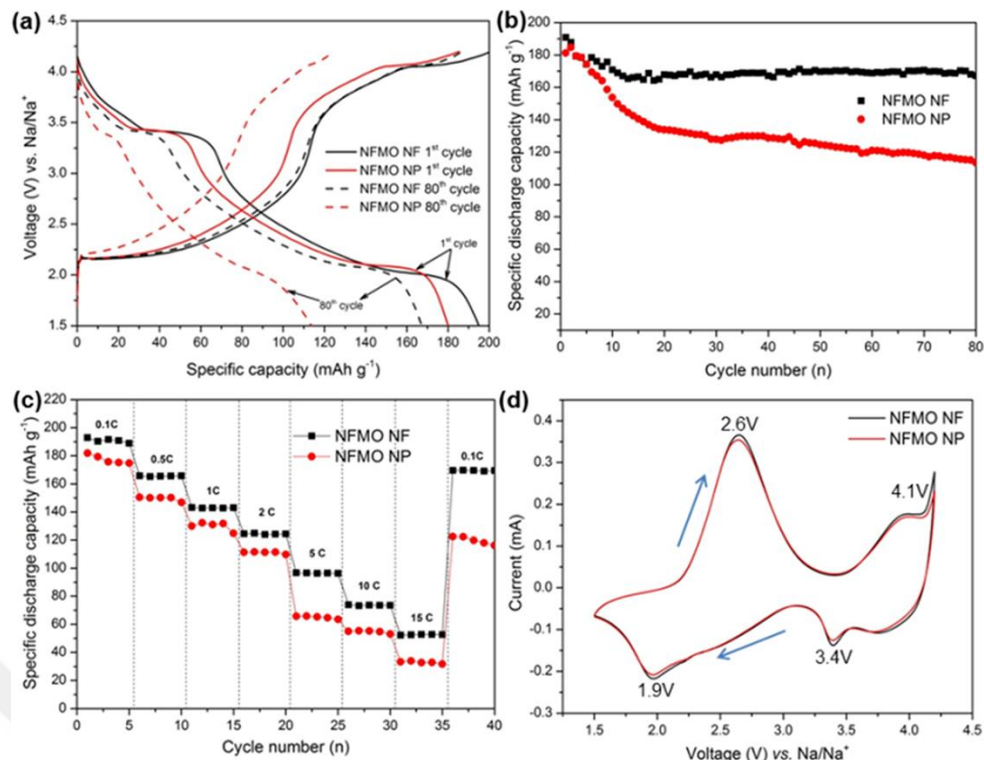 (a)
4.5
4.0
3.5
3.0
2.5
2.0
1.5
Voltage (V) vs. Na/Na⁺
NFMO NF 1ˢᵗ cycle
NFMO NP 1ˢᵗ cycle
NFMO NF 80ᵗʰ cycle
NFMO NP 80ᵗʰ cycle
1ˢᵗ cycle
80ᵗʰ cycle
0 20 40 60 80 100 120 140 160 180 200
Specific capacity (mAh g⁻¹)
(b)
200
180
160
140
120
100
80
60
40
20
Specific discharge capacity (mAh g⁻¹)
NFMO NF
NFMO NP
0 10 20 30 40 50 60 70 80
Cycle number (n)
(c)
220
200
180
160
140
120
100
80
60
40
20
0
Specific discharge capacity (mAh g⁻¹)
0.1C
0.5C
1C
2 C
5 C
10 C
15 C
0.1C
NFMO NF
NFMO NP
0 5 10 15 20 25 30 35 40
Cycle number (n)
(d)
0.4
0.3
0.2
0.1
0.0
-0.1
-0.2
-0.3
Current (mA)
2.6V
NFMO NF
NFMO NP
4.1V
3.4V
1.9V
1.5 2.0 2.5 3.0 3.5 4.0 4.5
Voltage (V) vs. Na/Na⁺